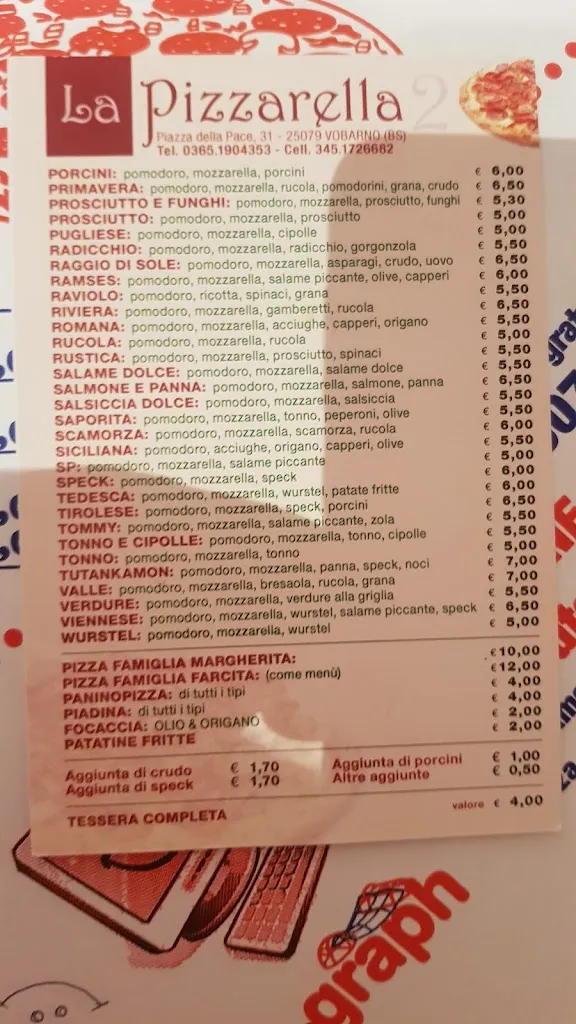 La Pizzarella 2
Piazza della Pace, 31 - 25079 VOBARNO (BS)
Tel. 0365.1904353 - Cell. 345.1726682
PORCINI: pomodoro, mozzarella, porcini € 6,00
PRIMAVERA: pomodoro, mozzarella, rucola, pomodorini, grana, crudo € 6,50
PROSCIUTTO E FUNGHI: pomodoro, mozzarella, prosciutto, funghi € 5,30
PROSCIUTTO: pomodoro, mozzarella, prosciutto € 5,00
PUGLIESE: pomodoro, mozzarella, cipolle € 5,00
RADICCHIO: pomodoro, mozzarella, radicchio, gorgonzola € 5,50
RAGGIO DI SOLE: pomodoro, mozzarella, asparagi, crudo, uovo € 6,50
RAMSES: pomodoro, mozzarella, salame piccante, olive, capperi € 6,00
RAVIOLO: pomodoro, ricotta, spinaci, grana € 5,50
RIVIERA: pomodoro, mozzarella, gamberetti, rucola € 6,50
ROMANA: pomodoro, mozzarella, acciughe, capperi, origano € 5,50
RUCOLA: pomodoro, mozzarella, rucola € 5,00
RUSTICA: pomodoro, mozzarella, prosciutto, spinaci € 5,50
SALAME DOLCE: pomodoro, mozzarella, salame dolce € 5,50
SALMONE E PANNA: pomodoro, mozzarella, salmone, panna € 6,50
SALSICCIA DOLCE: pomodoro, mozzarella, salsiccia € 5,50
SAPORITA: pomodoro, mozzarella, tonno, peperoni, olive € 5,50
SCAMORZA: pomodoro, mozzarella, scamorza, rucola € 6,00
SICILIANA: pomodoro, acciughe, origano, capperi, olive € 5,50
SP: pomodoro, mozzarella, salame piccante € 5,00
SPECK: pomodoro, mozzarella, speck € 6,00
TEDESCA: pomodoro, mozzarella, wurstel, patate fritte € 6,00
TIROLESE: pomodoro, mozzarella, speck, porcini € 6,50
TOMMY: pomodoro, mozzarella, salame piccante, zola € 5,50
TONNO E CIPOLLE: pomodoro, mozzarella, tonno, cipolle € 5,50
TONNO: pomodoro, mozzarella, tonno € 5,00
TUTANKAMON: pomodoro, mozzarella, panna, speck, noci € 7,00
VALLE: pomodoro, mozzarella, bresaola, rucola, grana € 7,00
VERDURE: pomodoro, mozzarella, verdure alla griglia € 5,50
VIENNESE: pomodoro, mozzarella, wurstel, salame piccante, speck € 6,50
WURSTEL: pomodoro, mozzarella, wurstel € 5,00
PIZZA FAMIGLIA MARGHERITA: €10,00
PIZZA FAMIGLIA FARCITA: (come menù) €12,00
PANINOPIZZA: di tutti i tipi € 4,00
PIADINA: di tutti i tipi € 4,00
FOCACCIA: OLIO & ORIGANO € 2,00
PATATINE FRITTE € 2,00
Aggiunta di crudo € 1,70 Aggiunta di porcini € 1,00
Aggiunta di speck € 1,70 Altre aggiunte € 0,50
TESSERA COMPLETA valore € 4,00
graph